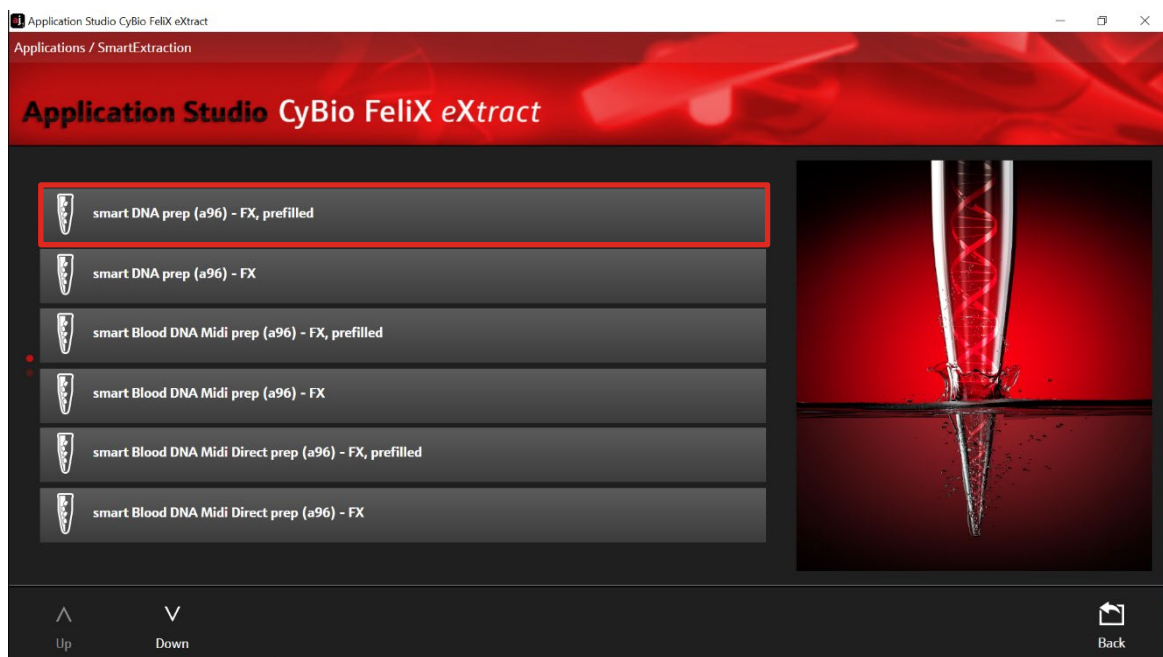 Application Studio CyBio FeliX eXtract
Applications / SmartExtraction
Application Studio CyBio FeliX eXtract
smart DNA prep (a96) - FX, prefilled
smart DNA prep (a96) - FX
smart Blood DNA Midi prep (a96) - FX, prefilled
smart Blood DNA Midi prep (a96) - FX
smart Blood DNA Midi Direct prep (a96) - FX, prefilled
smart Blood DNA Midi Direct prep (a96) - FX
Up
Down
Back